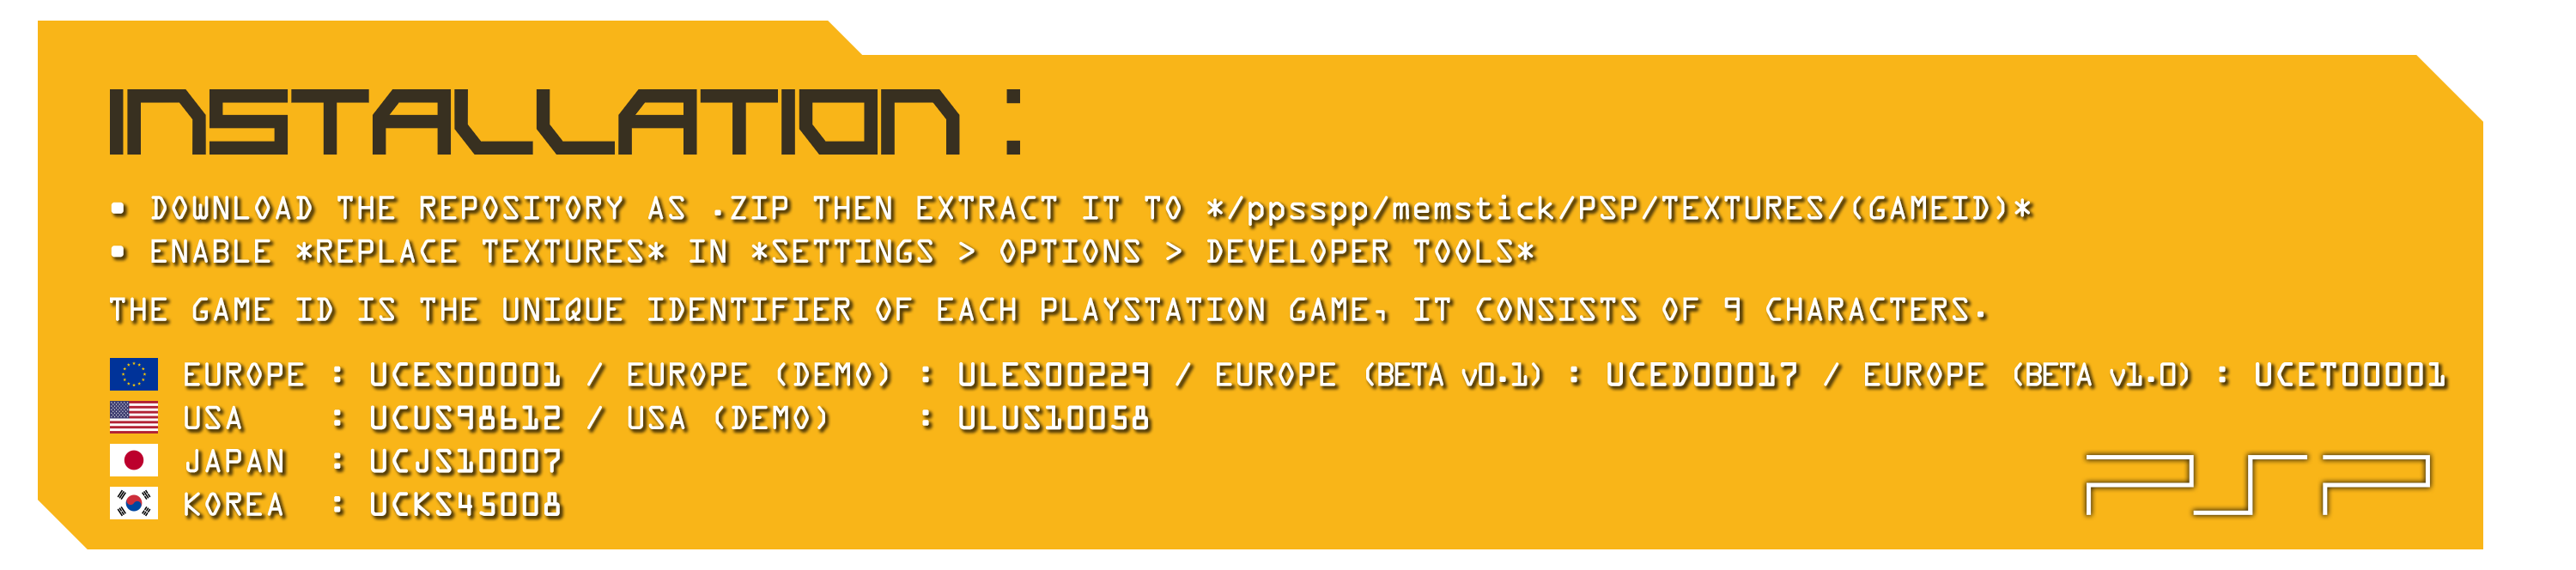 INSTALLATION :
• DOWNLOAD THE REPOSITORY AS .ZIP THEN EXTRACT IT TO */ppsspp/memstick/PSP/TEXTURES/(GAMEID)*
• ENABLE *REPLACE TEXTURES* IN *SETTINGS > OPTIONS > DEVELOPER TOOLS*
THE GAME ID IS THE UNIQUE IDENTIFIER OF EACH PLAYSTATION GAME, IT CONSISTS OF 9 CHARACTERS.
EUROPE : UCES00001 / EUROPE (DEMO) : ULES00229 / EUROPE (BETA v0.1) : UCED00017 / EUROPE (BETA v1.0) : UCET00001
USA : UCUS98612 / USA (DEMO) : ULUS10058
JAPAN : UCJS10007
KOREA : UCKS45008
PSP